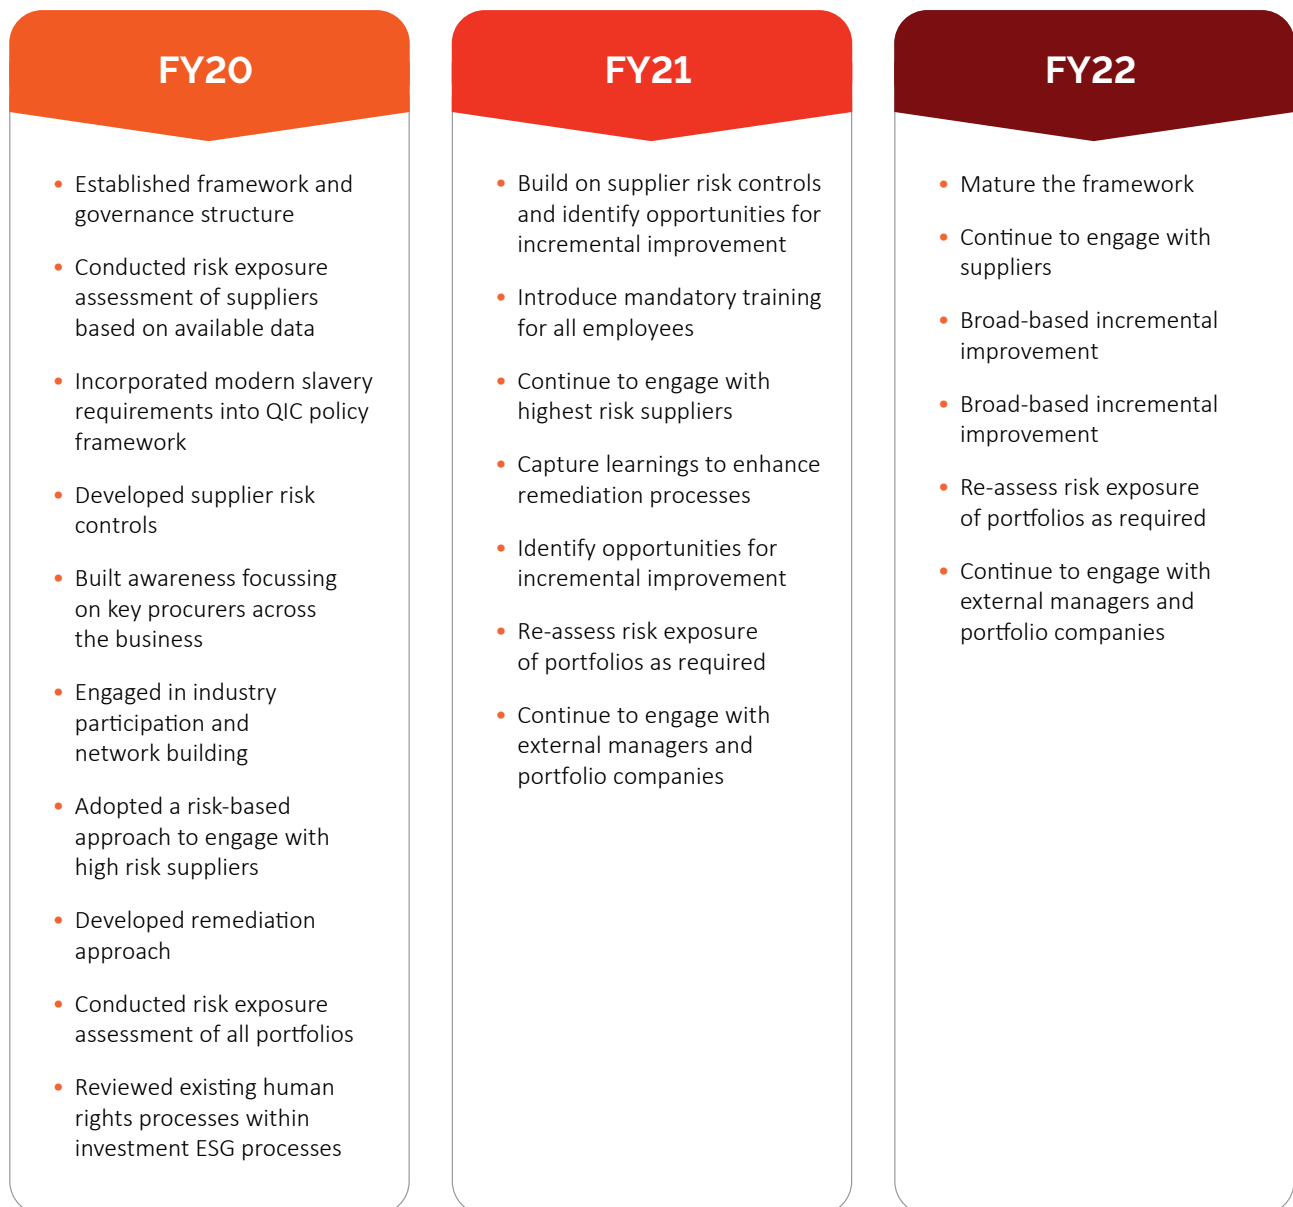 FY20
• Established framework and
governance structure
• Conducted risk exposure
assessment of suppliers
based on available data
• Incorporated modern slavery
requirements into QIC policy
framework
• Developed supplier risk
controls
• Built awareness focussing
on key procurers across
the business
• Engaged in industry
participation and
network building
• Adopted a risk-based
approach to engage with
high risk suppliers
• Developed remediation
approach
• Conducted risk exposure
assessment of all portfolios
• Reviewed existing human
rights processes within
investment ESG processes
FY21
• Build on supplier risk controls
and identify opportunities for
incremental improvement
• Introduce mandatory training
for all employees
• Continue to engage with
highest risk suppliers
• Capture learnings to enhance
remediation processes
• Identify opportunities for
incremental improvement
• Re-assess risk exposure
of portfolios as required
• Continue to engage with
external managers and
portfolio companies
FY22
• Mature the framework
• Continue to engage with
suppliers
• Broad-based incremental
improvement
• Broad-based incremental
improvement
• Re-assess risk exposure
of portfolios as required
• Continue to engage with
external managers and
portfolio companies